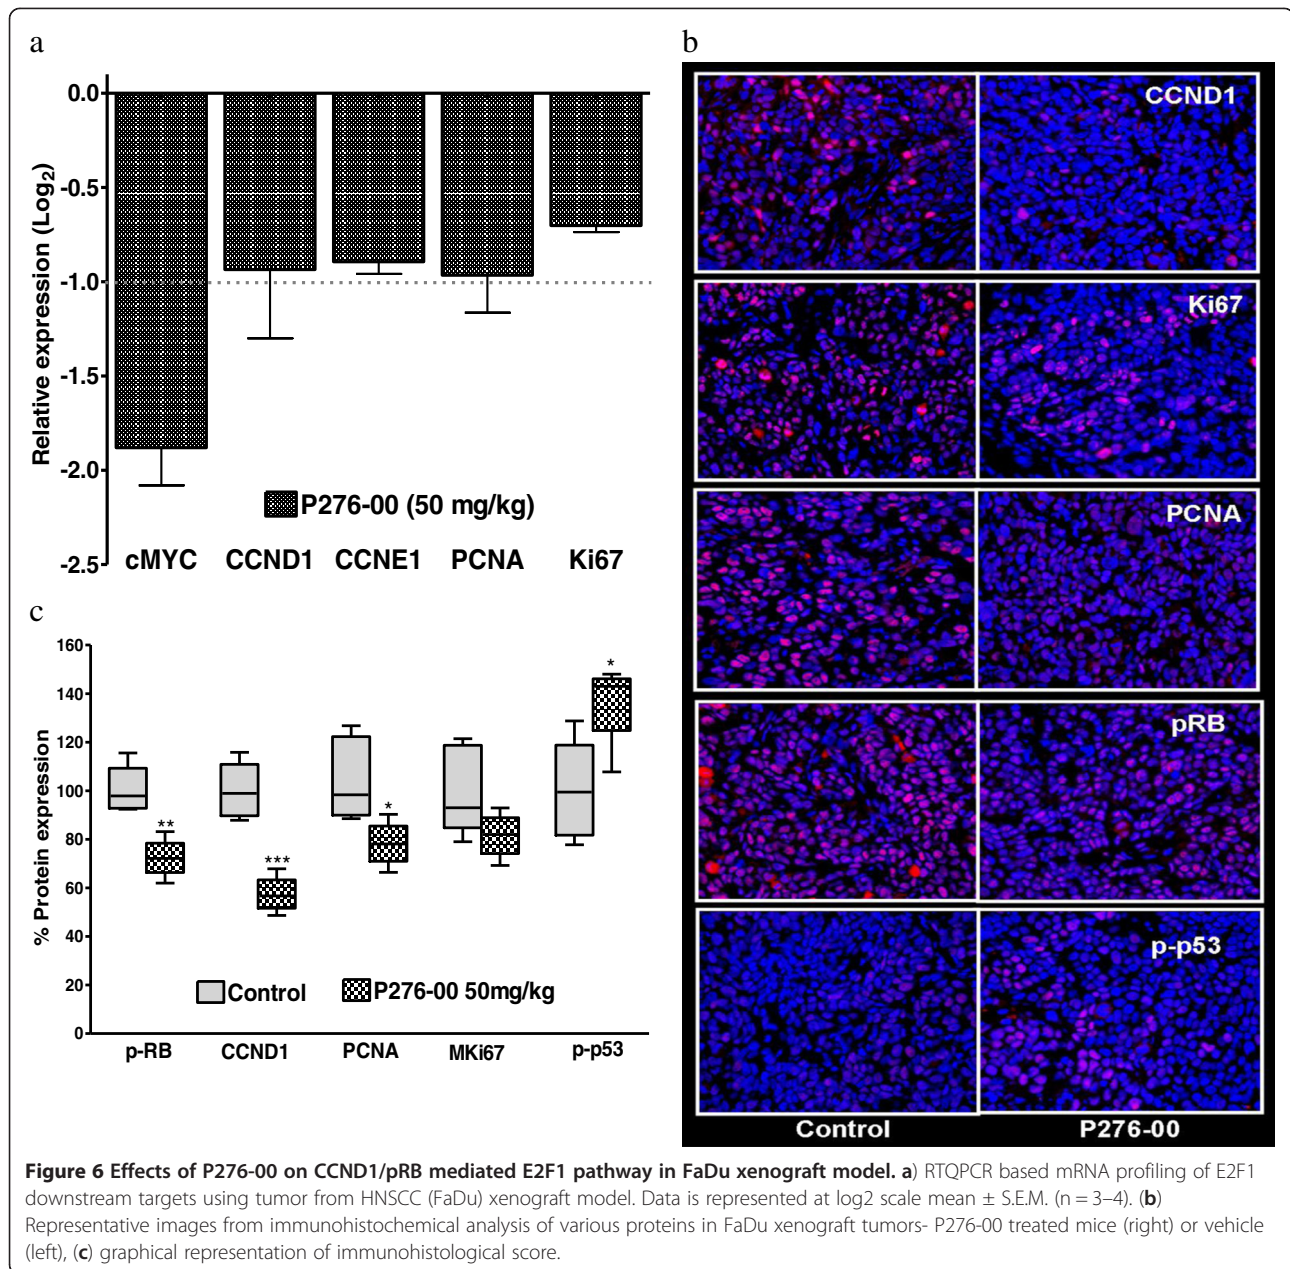 a
0.0
-0.5
-1.0
-1.5
-2.0
-2.5
Relative expression (Log2)
P276-00 (50 mg/kg)
cMYC CCND1 CCNE1 PCNA Ki67
b
CCND1
Ki67
PCNA
pRB
p-p53
Control P276-00
c
160
140
120
100
80
60
40
20
0
% Protein expression
** *** * *
Control P276-00 50mg/kg
p-RB CCND1 PCNA MKi67 p-p53
Figure 6 Effects of P276-00 on CCND1/pRB mediated E2F1 pathway in FaDu xenograft model. a) RTQPCR based mRNA profiling of E2F1
downstream targets using tumor from HNSCC (FaDu) xenograft model. Data is represented at log2 scale mean ± S.E.M. (n = 3–4). (b)
Representative images from immunohistochemical analysis of various proteins in FaDu xenograft tumors- P276-00 treated mice (right) or vehicle
(left), (c) graphical representation of immunohistological score.